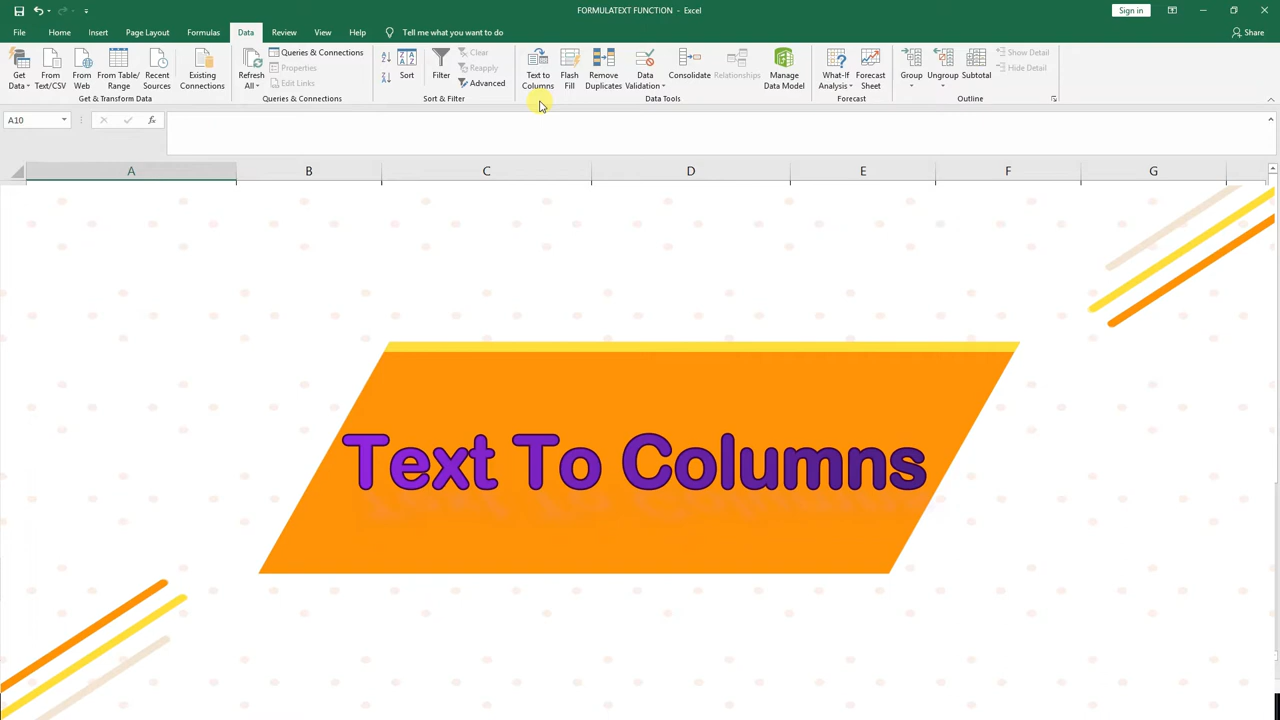 FORMULATEXT FUNCTION - Excel
Sign in
File Home Insert Page Layout Formulas Data Review View Help Tell me what you want to do Share
Get Data
From Text/CSV
From Web
From Table/ Range
Recent Sources
Existing Connections
Get & Transform Data
Refresh All
Queries & Connections
Properties
Edit Links
Queries & Connections
Sort
Filter
Clear
Reapply
Advanced
Sort & Filter
Text to Columns
Flash Fill
Remove Duplicates
Data Validation
Consolidate
Relationships
Manage Data Model
Data Tools
What-If Analysis
Forecast Sheet
Forecast
Group
Ungroup
Subtotal
Show Detail
Hide Detail
Outline
A10
fx
A B C D E F G
Text To Columns